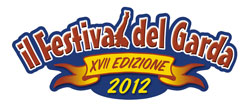 il Festival del Garda
XVII EDIZIONE
2012